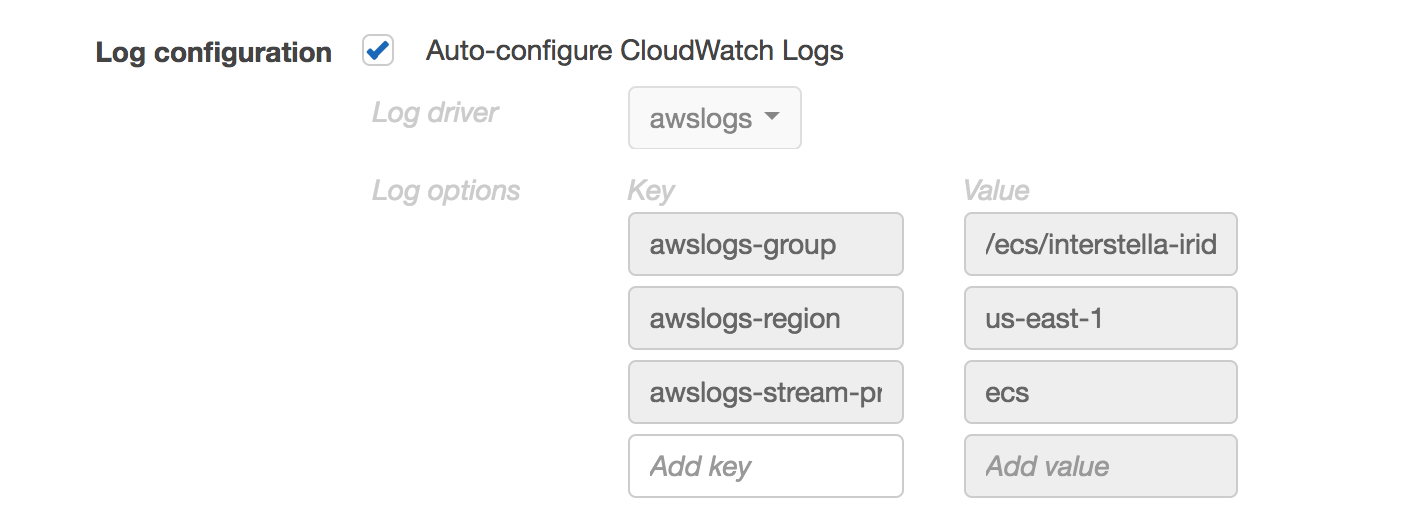 Log configuration Auto-configure CloudWatch Logs
Log driver awslogs
Log options Key Value
awslogs-group /ecs/interstella-irid
awslogs-region us-east-1
awslogs-stream-pr ecs
Add key Add value